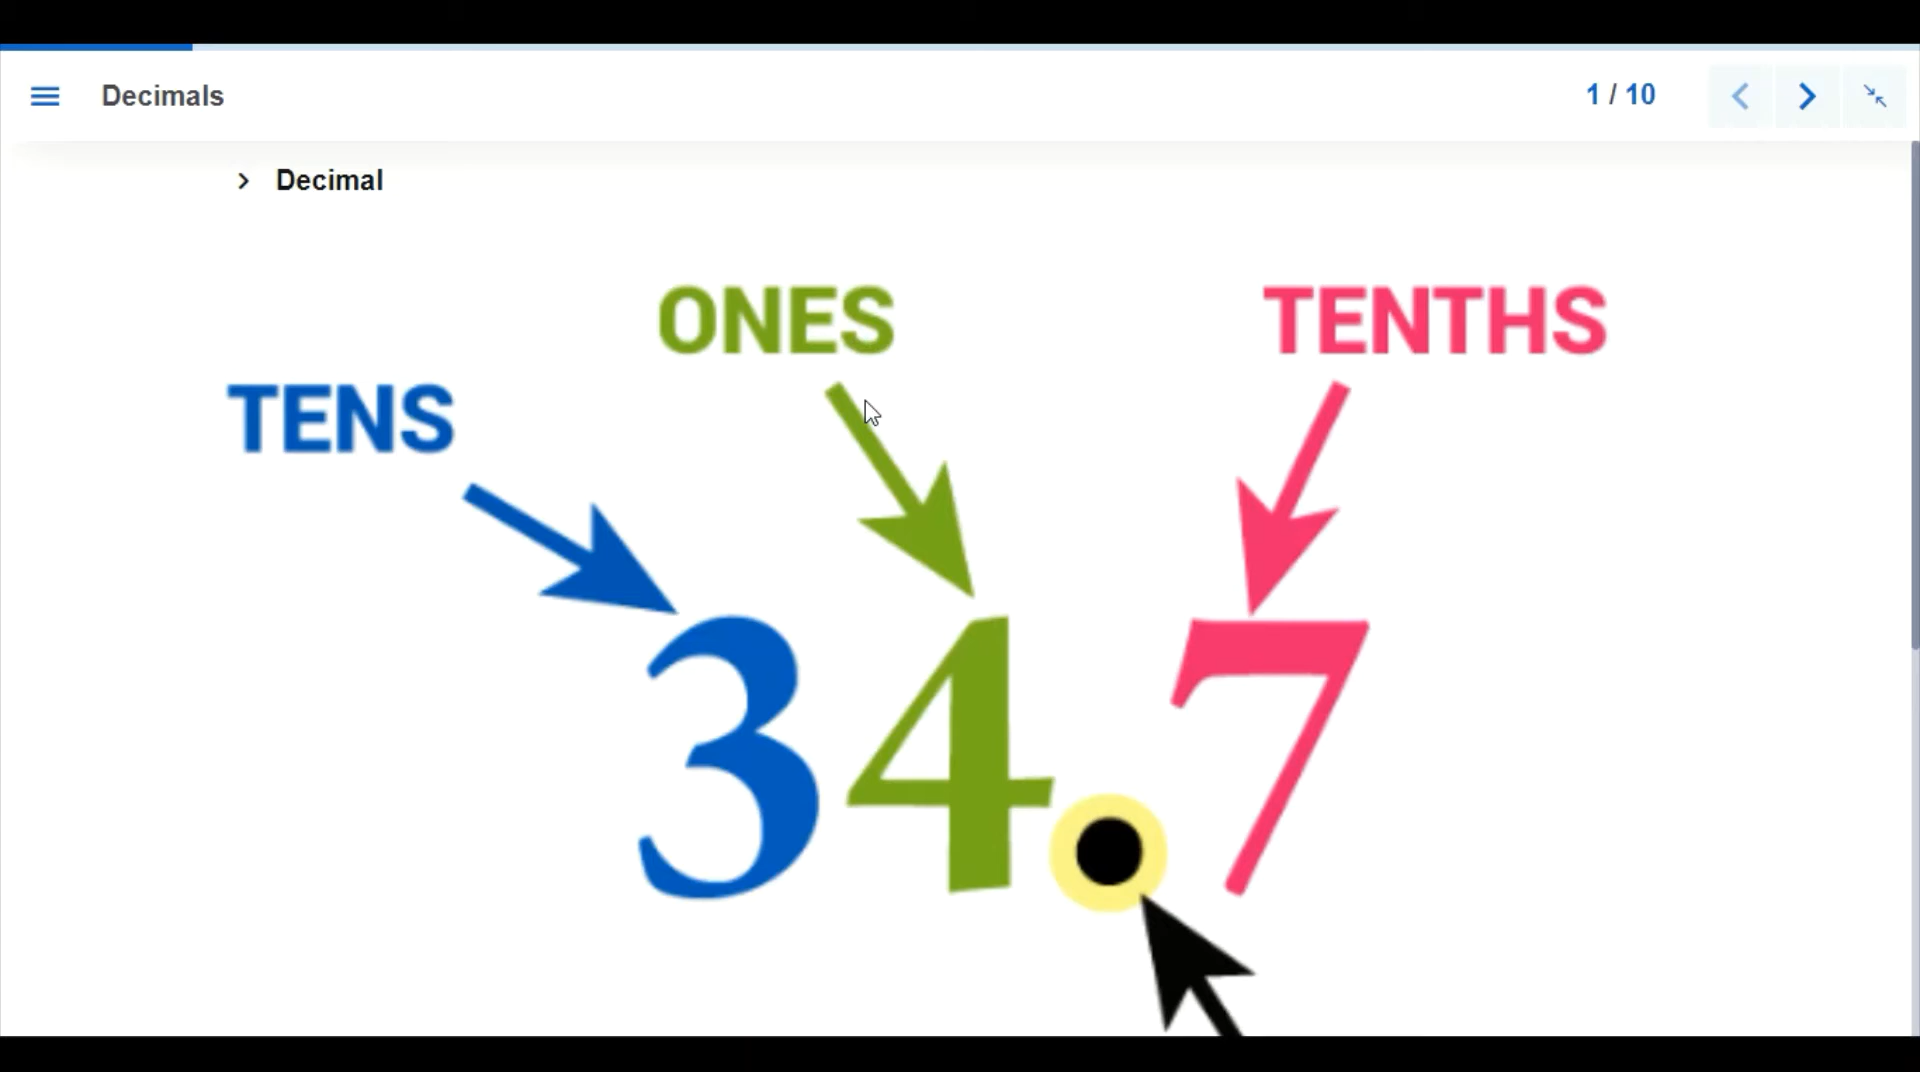 Decimals
1 / 10
Decimal
ONES
TENTHS
TENS
34.7